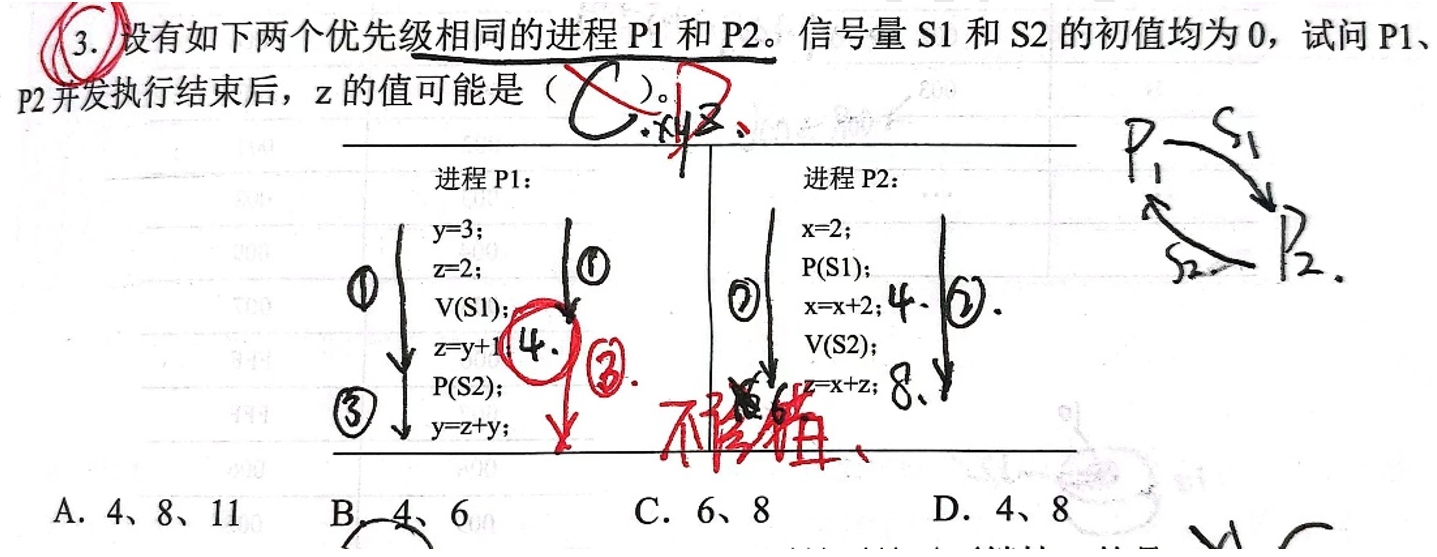 3. 设有如下两个优先级相同的进程 P1 和 P2。信号量 S1 和 S2 的初值均为 0，试问 P1、
P2 并发执行结束后，z 的值可能是（ C ）。
.xyz、
P1 S1
P2.
S2
进程 P1： 进程 P2：
y=3; x=2;
z=2; ① P(S1);
① V(S1); ② x=x+2; 4. ②.
z=y+1; 4. V(S2);
P(S2); ③. z=x+z; 8.
③ y=z+y; 6
A. 4、8、11 B. 4、6 C. 6、8 D. 4、8